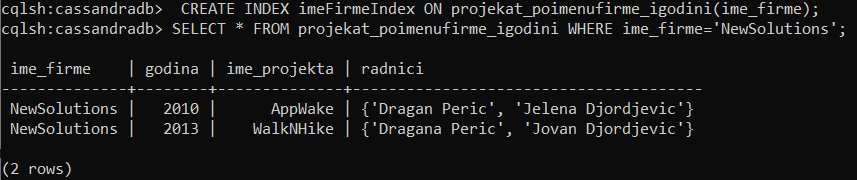 cqlsh:cassandradb>  CREATE INDEX imeFirmeIndex ON projekat_poimenufirme_igodini(ime_firme);
cqlsh:cassandradb> SELECT * FROM projekat_poimenufirme_igodini WHERE ime_firme='NewSolutions';
 ime_firme    | godina | ime_projekta | radnici
--------------+--------+--------------+---------------------------------------
 NewSolutions |   2010 |      AppWake | {'Dragan Peric', 'Jelena Djordjevic'}
 NewSolutions |   2013 |    WalkNHike | {'Dragana Peric', 'Jovan Djordjevic'}
(2 rows)